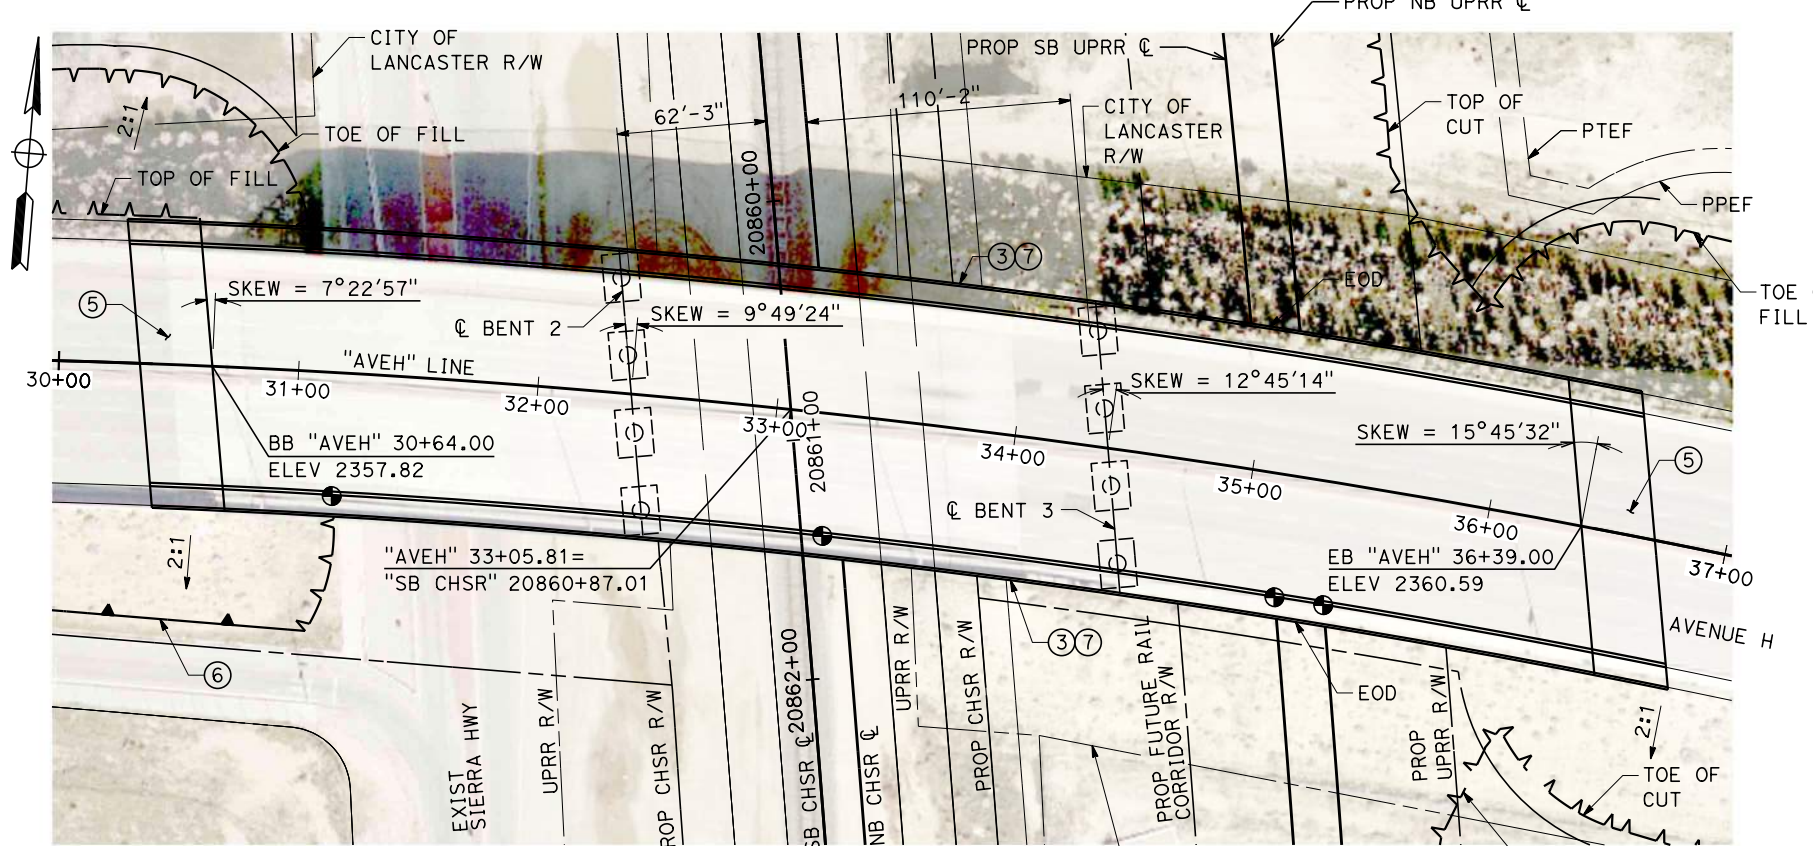 PROP NB UPRR ℄
CITY OF
LANCASTER R/W
PROP SB UPRR ℄
62'-3"
110'-2"
CITY OF
LANCASTER
R/W
TOP OF
CUT
PTEF
2:1
TOE OF FILL
TOP OF FILL
PPEF
20860+00
3 7
EOD
TOE
FILL
5
SKEW = 7°22'57"
℄ BENT 2
SKEW = 9°49'24"
"AVEH" LINE
30+00
31+00
32+00
33+00
20861+00
SKEW = 12°45'14"
34+00
SKEW = 15°45'32"
5
BB "AVEH" 30+64.00
ELEV 2357.82
35+00
36+00
37+00
℄ BENT 3
2:1
"AVEH" 33+05.81=
"SB CHSR" 20860+87.01
EB "AVEH" 36+39.00
ELEV 2360.59
AVENUE H
6
3 7
EOD
20862+00
EXIST
SIERRA HWY
UPRR R/W
ROP CHSR R/W
SB CHSR ℄
NB CHSR ℄
UPRR R/W
PROP CHSR R/W
PROP FUTURE RAIL
CORRIDOR R/W
PROP
UPRR R/W
2:1
TOE OF
CUT